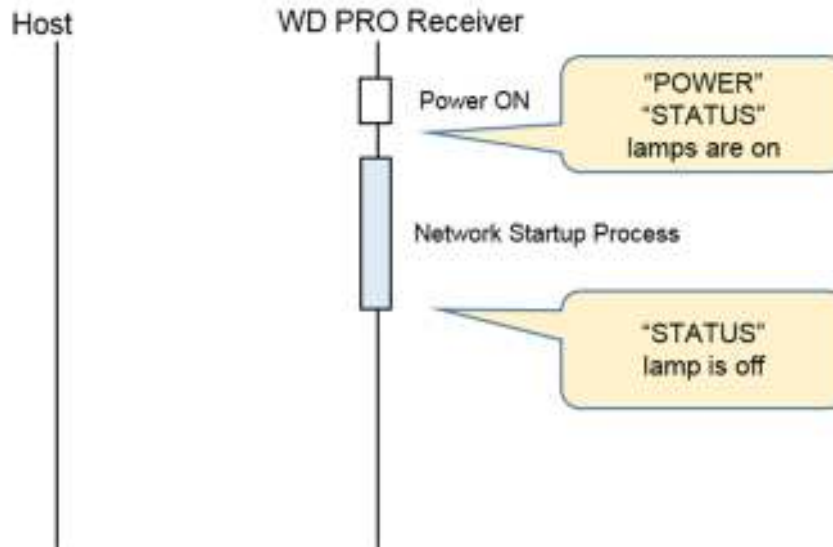 Host
WD PRO Receiver
Power ON
"POWER"
"STATUS"
lamps are on
Network Startup Process
"STATUS"
lamp is off